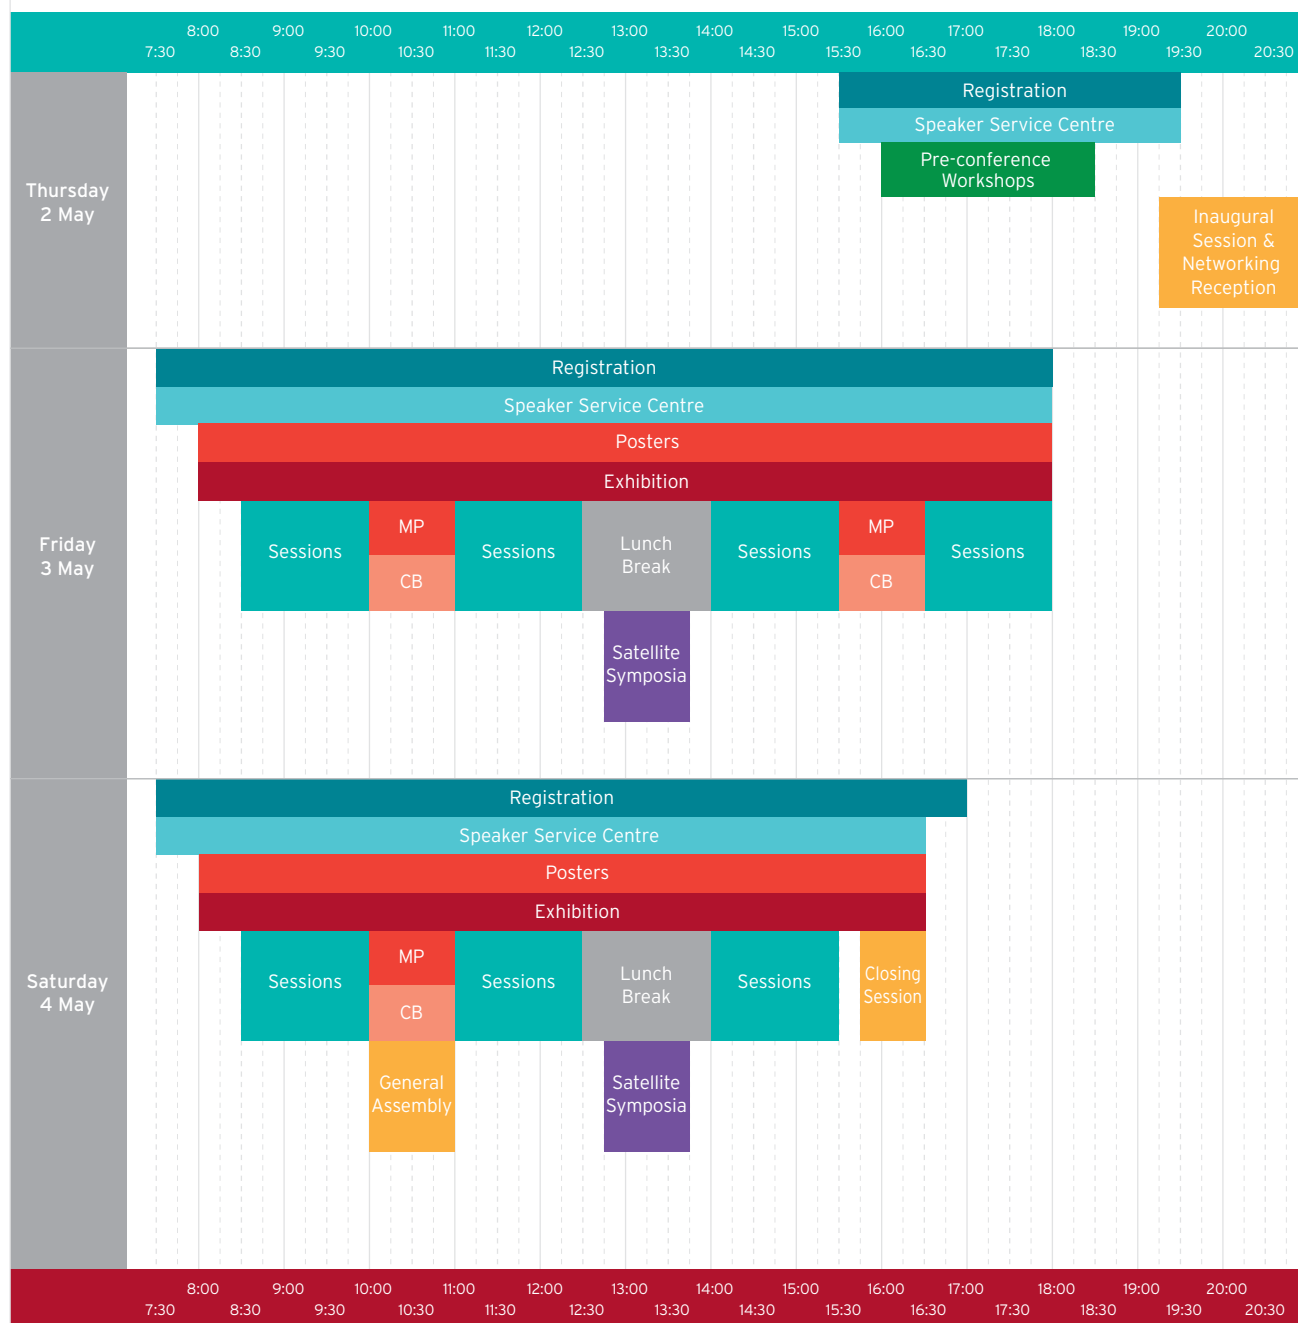 8:00 9:00 10:00 11:00 12:00 13:00 14:00 15:00 16:00 17:00 18:00 19:00 20:00
7:30 8:30 9:30 10:30 11:30 12:30 13:30 14:30 15:30 16:30 17:30 18:30 19:30 20:30
Thursday
2 May
Registration
Speaker Service Centre
Pre-conference
Workshops
Inaugural
Session &
Networking
Reception
Friday
3 May
Registration
Speaker Service Centre
Posters
Exhibition
Sessions
MP
CB
Sessions
Lunch
Break
Sessions
MP
CB
Sessions
Satellite
Symposia
Saturday
4 May
Registration
Speaker Service Centre
Posters
Exhibition
Sessions
MP
CB
Sessions
Lunch
Break
Sessions
Closing
Session
General
Assembly
Satellite
Symposia
8:00 9:00 10:00 11:00 12:00 13:00 14:00 15:00 16:00 17:00 18:00 19:00 20:00
7:30 8:30 9:30 10:30 11:30 12:30 13:30 14:30 15:30 16:30 17:30 18:30 19:30 20:30